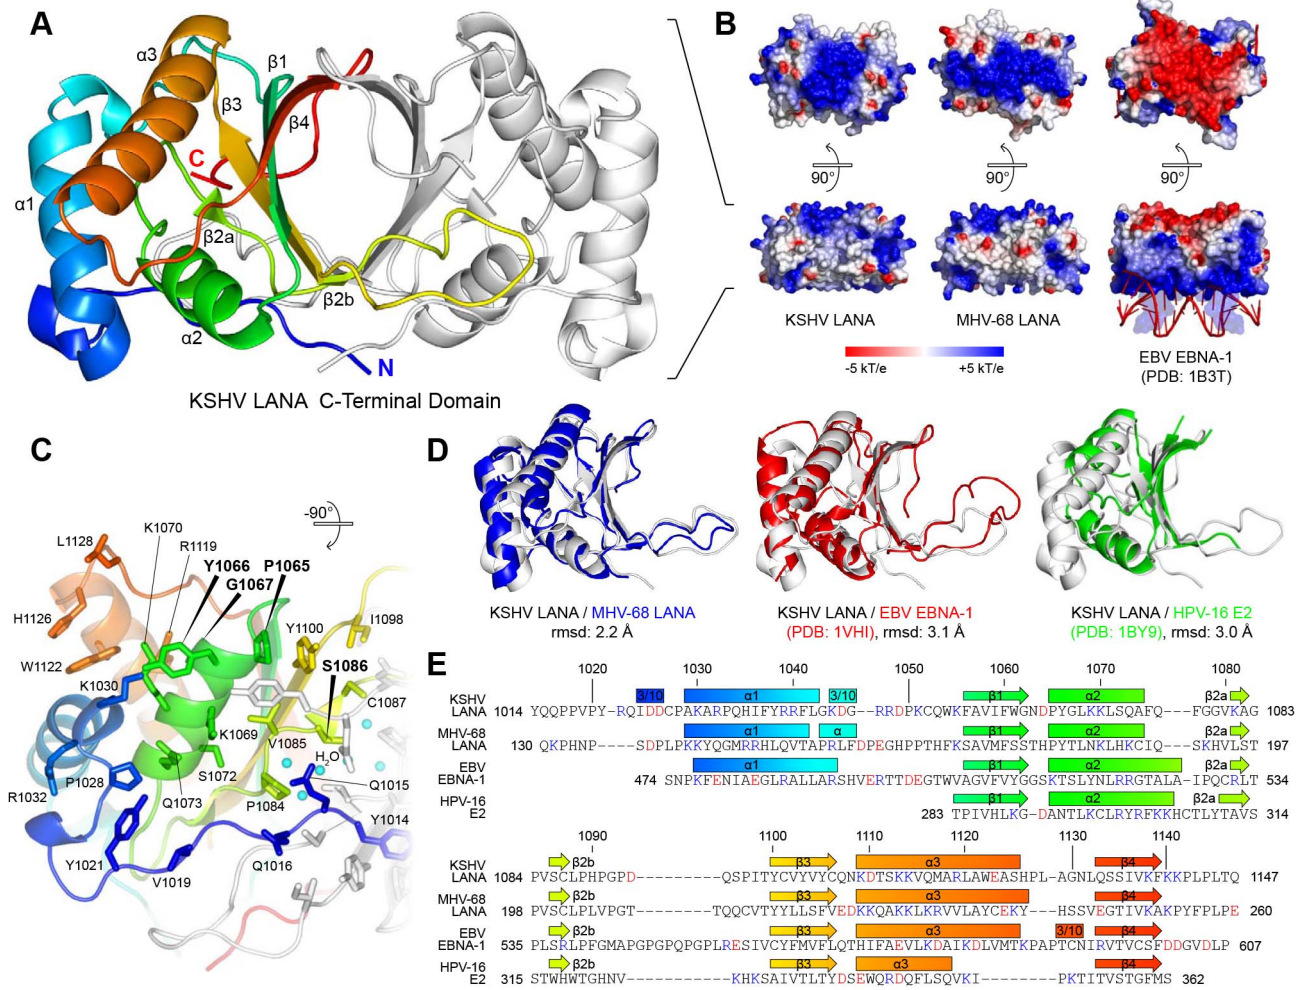 A
α3
β1
β3
β4
C
α1
β2a
β2b
α2
N
KSHV LANA C-Terminal Domain
B
90°
90°
90°
KSHV LANA
MHV-68 LANA
EBV EBNA-1
(PDB: 1B3T)
-5 kT/e
+5 kT/e
C
-90°
K1070
L1128
R1119
Y1066
G1067
P1065
H1126
I1098
Y1100
W1122
S1086
K1030
C1087
K1069
V1085
H2O
P1028
S1072
Q1015
R1032
Q1073
P1084
Y1014
Y1021
V1019
Q1016
D
KSHV LANA / MHV-68 LANA
rmsd: 2.2 Å
KSHV LANA / EBV EBNA-1
(PDB: 1VHI), rmsd: 3.1 Å
KSHV LANA / HPV-16 E2
(PDB: 1BY9), rmsd: 3.0 Å
E
1020 1030 1040 1050 1060 1070 1080
KSHV 3/10 α1 3/10 β1 α2 β2a
LANA 1014 YQQPPVPY-RQIDDCPAKARPQHIFYRRFLGKDG--RRDPKCQWKFAVIFWGNDPYGLKKLSQAFQ--FGGVKAG 1083
MHV-68 α1 α β1 α2 β2a
LANA 130 QKPHNP----SDPLPKKYQGMRRHLQVTAPRLFDPEGHPPTHFKSAVMFSSTHPYTLNKLHKCIQ--SKHVLST 197
EBV α1 β1 α2 β2a
EBNA-1 474 SNPKFENIAEGLRALLARSHVERTTDEGTWVAGVFVYGGSKTSLYNLRRGTALA-IPQCRLT 534
HPV-16 β1 α2 β2a
E2 283 TPIVHLKG-DANTLKCLRYRFKKHCTLYTAVS 314
1090 1100 1110 1120 1130 1140
KSHV β2b β3 α3 β4
LANA 1084 PVSCLPHPGPD---------QSPITYCVYVYCQNKDTSKKVQMARLAWEASHPL-AGNLQSSIVKFKKPLPLTQ 1147
MHV-68 β2b β3 α3 β4
LANA 198 PVSCLPLVPGT--------TQQCVTYYLLSFVEDKKQAKKLKRVVLAYCEKY---HSSVEGTIVKAKPYFPLPE 260
EBV β2b β3 α3 3/10 β4
EBNA-1 535 PLSRLPFGMAPGPGPQPGPLRESIVCYFMVFLQTHIFAEVLKDAIKDLVMTKPAPTCNIRVTVCSFDDGVDLP 607
HPV-16 β2b β3 α3 β4
E2 315 STWHWTGHNV-----------KHKSAIVTLTYDSEWQRDQFLSQVKI--------PKTITVSTGFMS 362